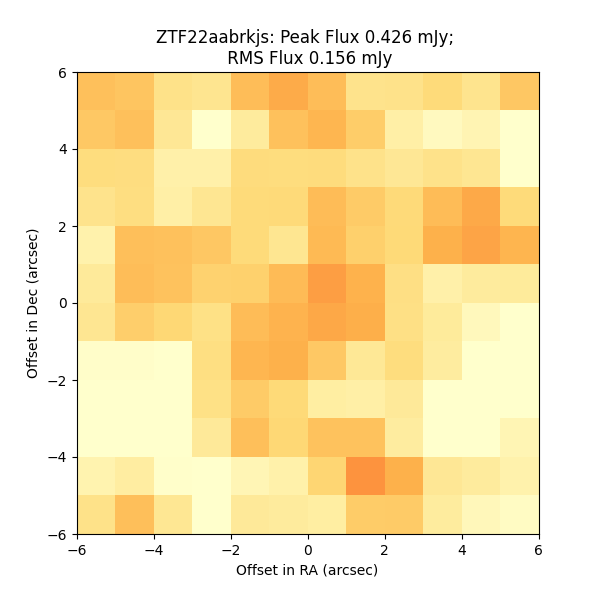 ZTF22aabrkjs: Peak Flux 0.426 mJy;
RMS Flux 0.156 mJy
6
4
2
0
−2
−4
−6
Offset in Dec (arcsec)
−6 −4 −2 0 2 4 6
Offset in RA (arcsec)